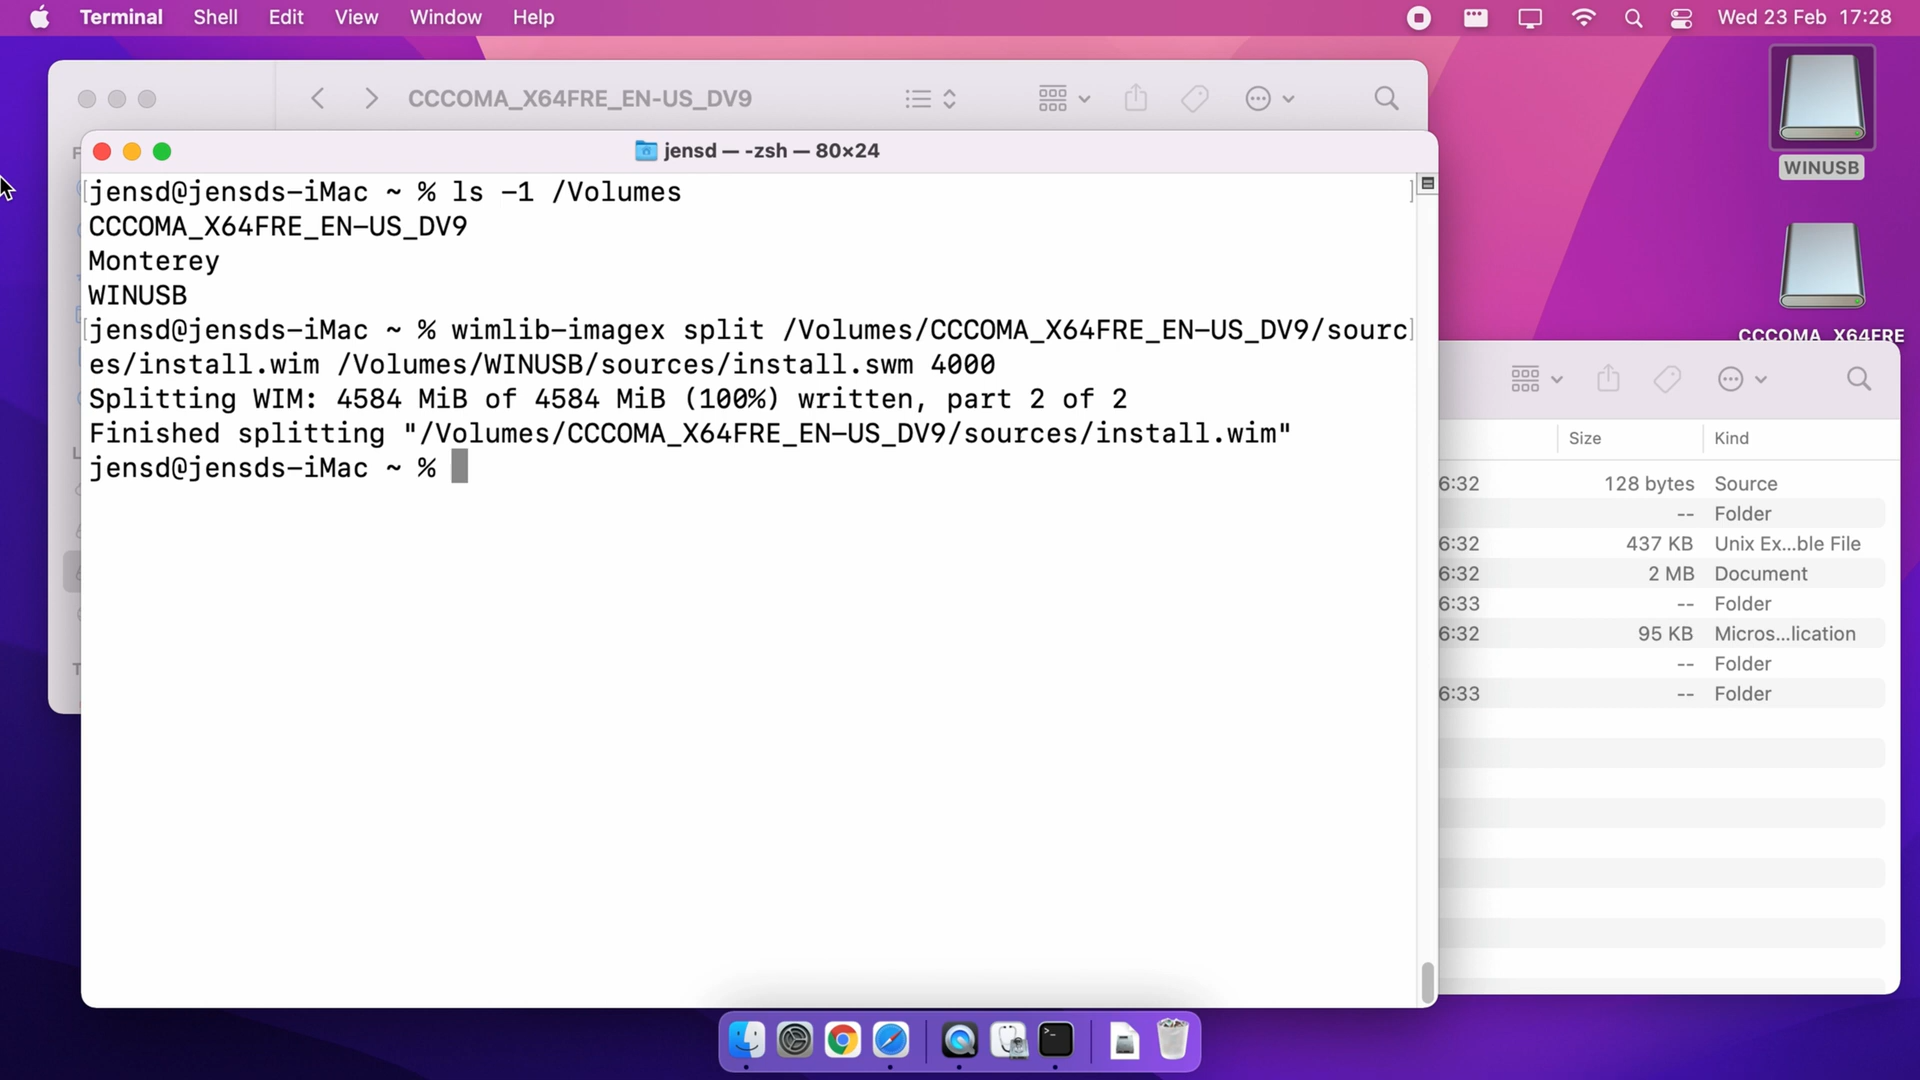 Terminal Shell Edit View Window Help Wed 23 Feb 17:28
CCCOMA_X64FRE_EN-US_DV9
WINUSB
CCCOMA_X64FRE
jensd — -zsh — 80×24
jensd@jensds-iMac ~ % ls -1 /Volumes
CCCOMA_X64FRE_EN-US_DV9
Monterey
WINUSB
jensd@jensds-iMac ~ % wimlib-imagex split /Volumes/CCCOMA_X64FRE_EN-US_DV9/sourc
es/install.wim /Volumes/WINUSB/sources/install.swm 4000
Splitting WIM: 4584 MiB of 4584 MiB (100%) written, part 2 of 2
Finished splitting "/Volumes/CCCOMA_X64FRE_EN-US_DV9/sources/install.wim"
jensd@jensds-iMac ~ %
Size Kind
6:32 128 bytes Source
-- Folder
6:32 437 KB Unix Ex...ble File
6:32 2 MB Document
6:33 -- Folder
6:32 95 KB Micros...lication
-- Folder
6:33 -- Folder